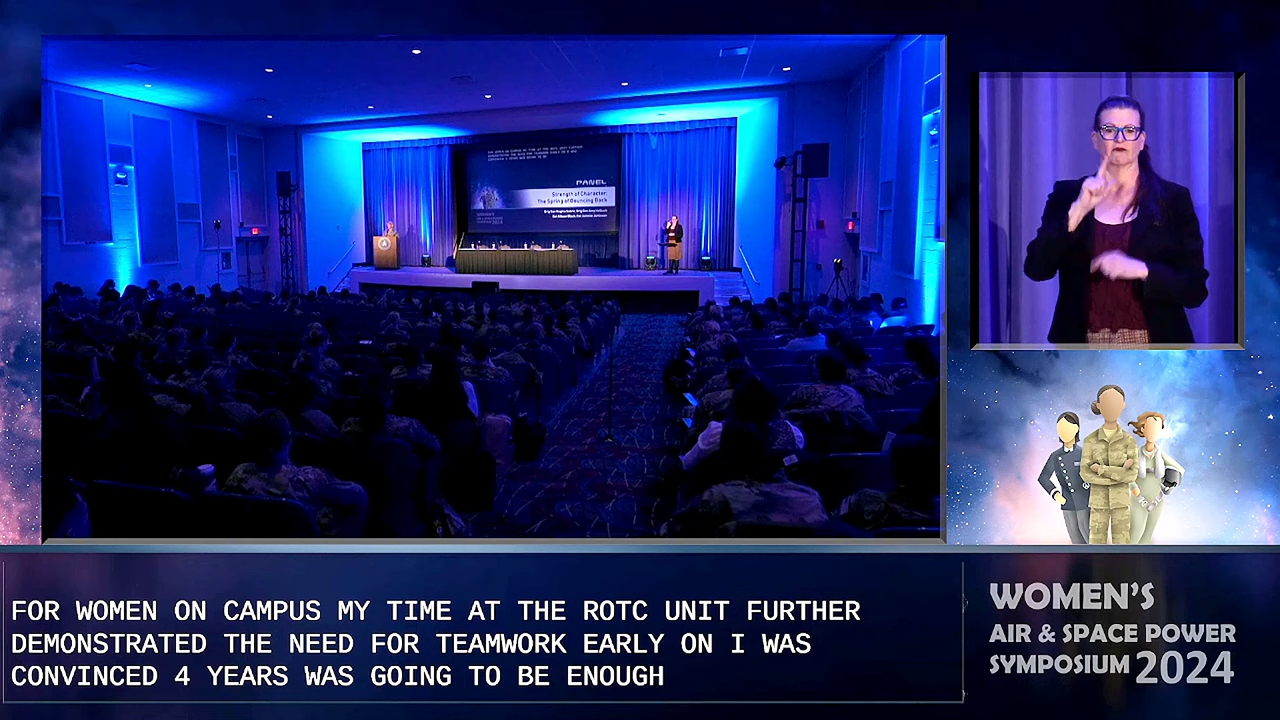 PANEL
Strength of Character:
The Spring of Bouncing Back
FOR WOMEN ON CAMPUS MY TIME AT THE ROTC UNIT FURTHER
DEMONSTRATED THE NEED FOR TEAMWORK EARLY ON I WAS
CONVINCED 4 YEARS WAS GOING TO BE ENOUGH
WOMEN'S
AIR & SPACE POWER
SYMPOSIUM 2024